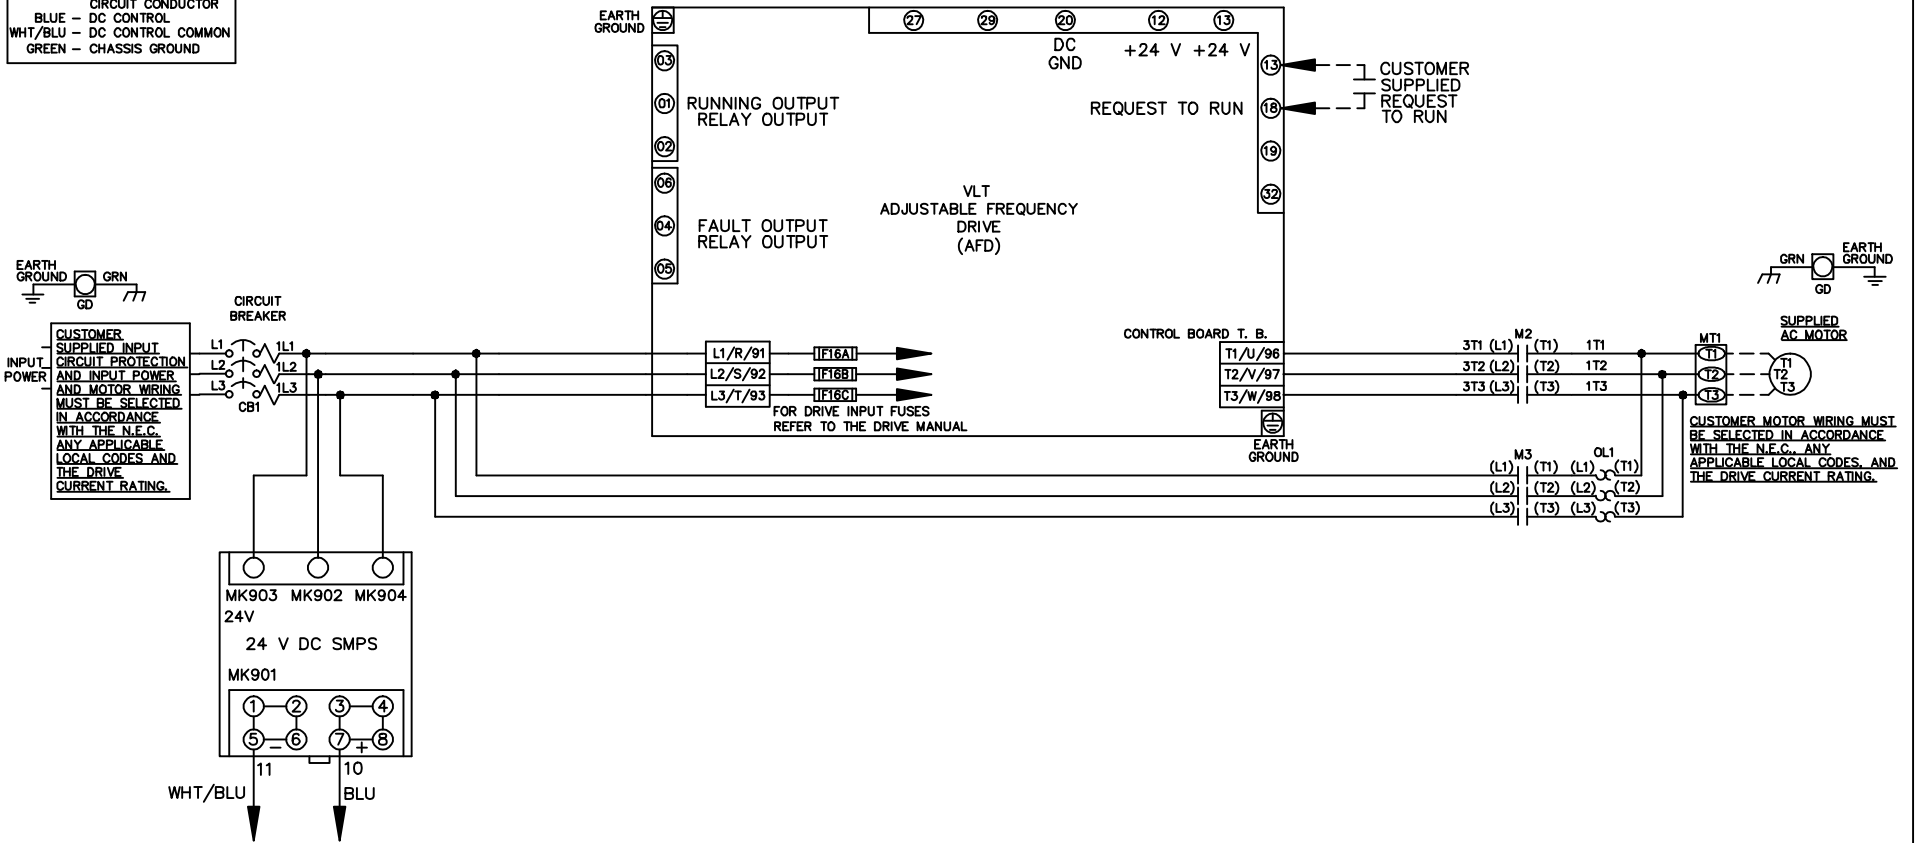 CIRCUIT CONDUCTOR
BLUE – DC CONTROL
WHT/BLU – DC CONTROL COMMON
GREEN – CHASSIS GROUND
EARTH
GROUND
27 29 20 12 13
DC
GND
+24 V +24 V
03
01
02
RUNNING OUTPUT
RELAY OUTPUT
06
04
05
FAULT OUTPUT
RELAY OUTPUT
13
18
19
32
REQUEST TO RUN
CUSTOMER
SUPPLIED
REQUEST
TO RUN
VLT
ADJUSTABLE FREQUENCY
DRIVE
(AFD)
EARTH
GROUND
GRN
GD
CIRCUIT
BREAKER
INPUT
POWER
CUSTOMER
SUPPLIED INPUT
CIRCUIT PROTECTION
AND INPUT POWER
AND MOTOR WIRING
MUST BE SELECTED
IN ACCORDANCE
WITH THE N.E.C.
ANY APPLICABLE
LOCAL CODES AND
THE DRIVE
CURRENT RATING.
L1 1L1
L2 1L2
L3 1L3
CB1
L1/R/91 F16A
L2/S/92 F16B
L3/T/93 F16C
FOR DRIVE INPUT FUSES
REFER TO THE DRIVE MANUAL
CONTROL BOARD T. B.
T1/U/96
T2/V/97
T3/W/98
EARTH
GROUND
M2
3T1 (L1) (T1) 1T1
3T2 (L2) (T2) 1T2
3T3 (L3) (T3) 1T3
MT1
T1
T2
T3
GRN
EARTH
GROUND
GD
SUPPLIED
AC MOTOR
T1
T2
T3
CUSTOMER MOTOR WIRING MUST
BE SELECTED IN ACCORDANCE
WITH THE N.E.C., ANY
APPLICABLE LOCAL CODES, AND
THE DRIVE CURRENT RATING.
M3 OL1
(L1) (T1) (L1) (T1)
(L2) (T2) (L2) (T2)
(L3) (T3) (L3) (T3)
MK903 MK902 MK904
24V
24 V DC SMPS
MK901
1 2 3 4
5 – 6 7 + 8
11 10
WHT/BLU BLU